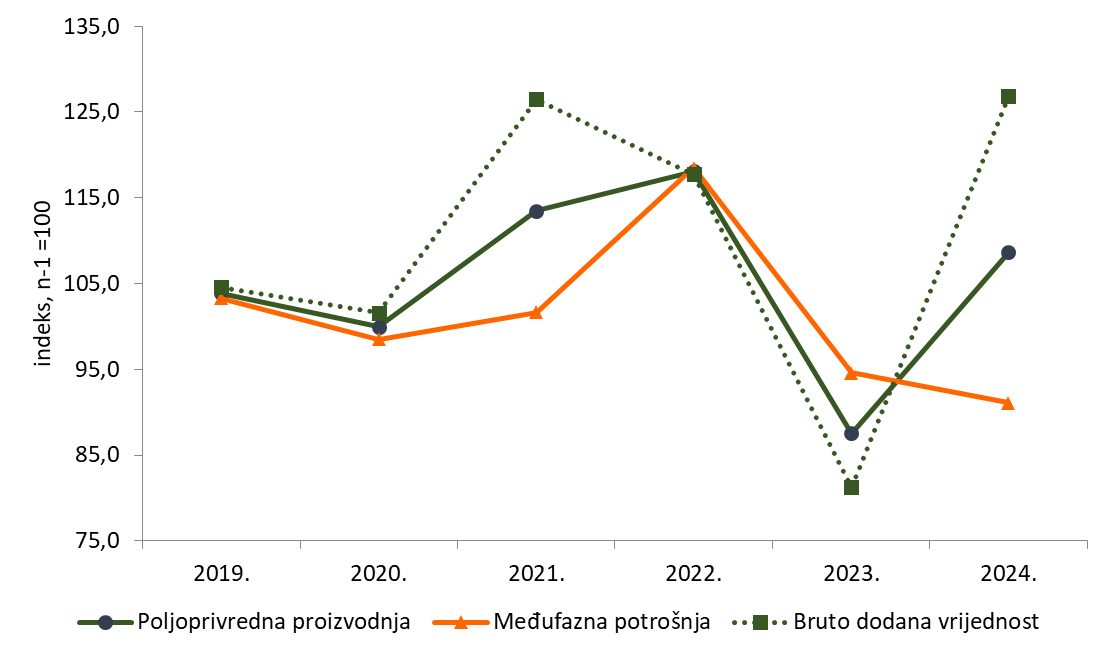 135,0
125,0
115,0
105,0
95,0
85,0
75,0
indeks, n-1 =100
2019. 2020. 2021. 2022. 2023. 2024.
Poljoprivredna proizvodnja Međufazna potrošnja Bruto dodana vrijednost